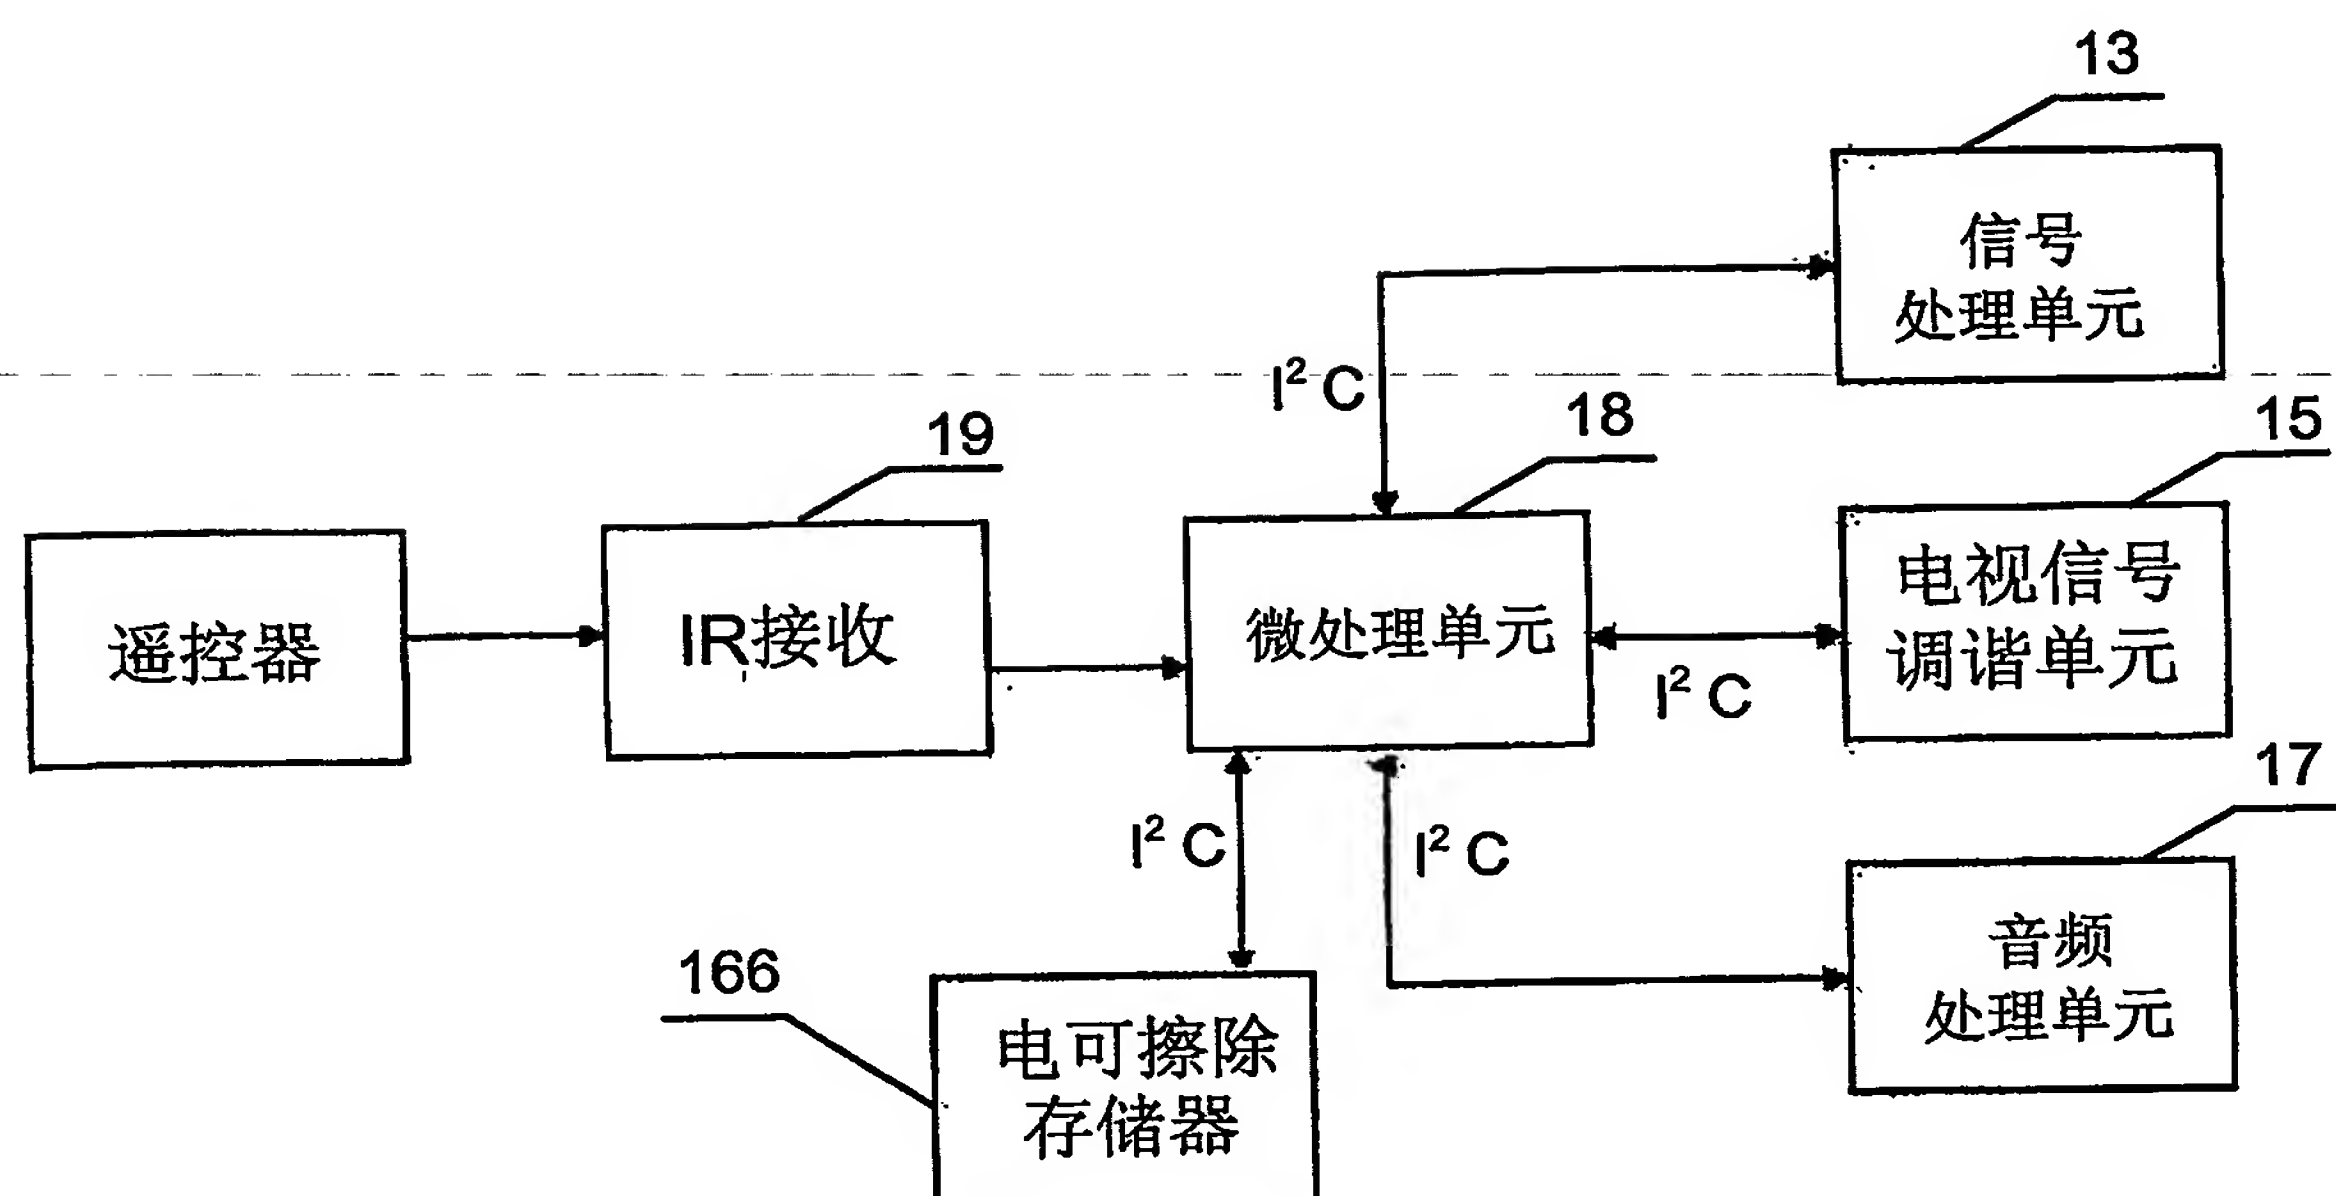 13
信号
处理单元
I² C
18
15
19
遥控器
IR接收
微处理单元
电视信号
调谐单元
I² C
17
I² C
I² C
音频
处理单元
166
电可擦除
存储器